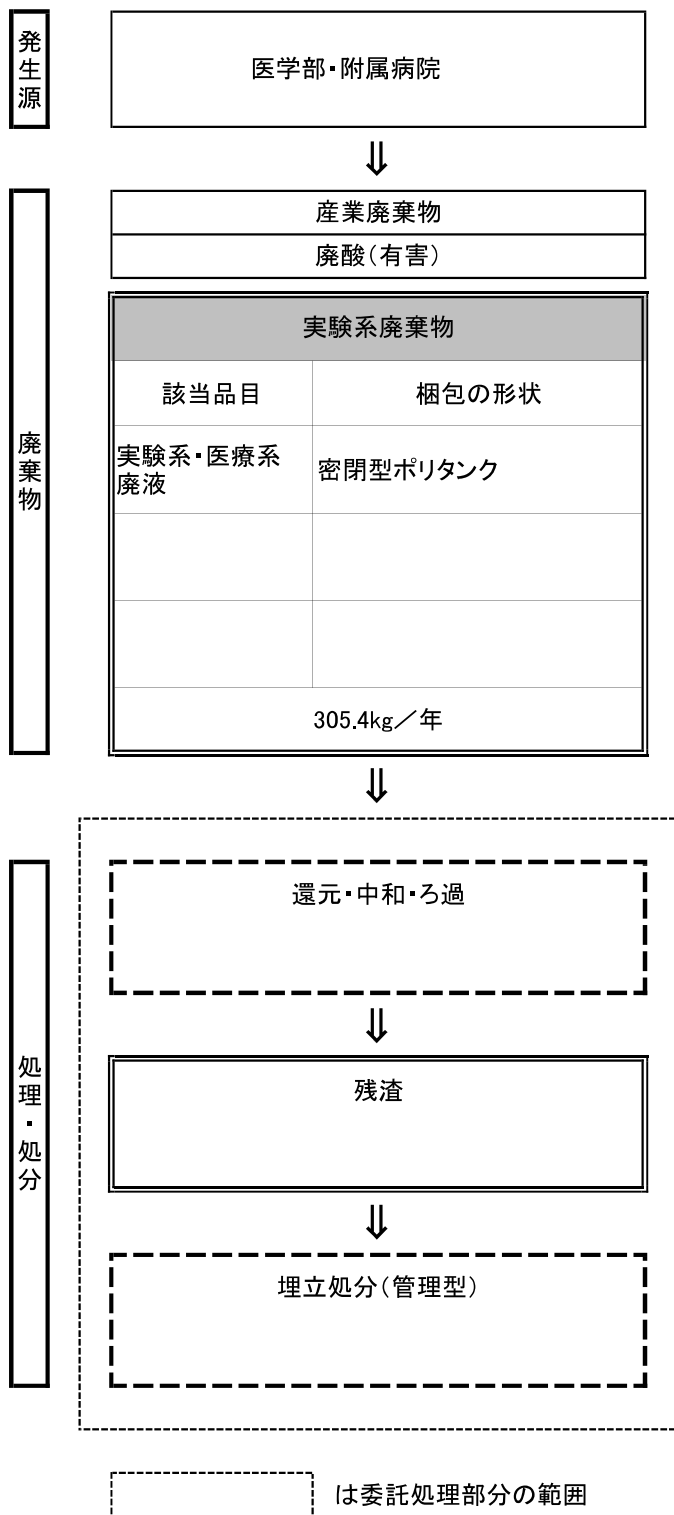 発生源
医学部・附属病院
⇓
廃棄物
産業廃棄物
廃酸（有害）
実験系廃棄物
該当品目
梱包の形状
実験系・医療系
廃液
密閉型ポリタンク
305.4kg／年
⇓
処理・処分
還元・中和・ろ過
⇓
残渣
⇓
埋立処分（管理型）
は委託処理部分の範囲